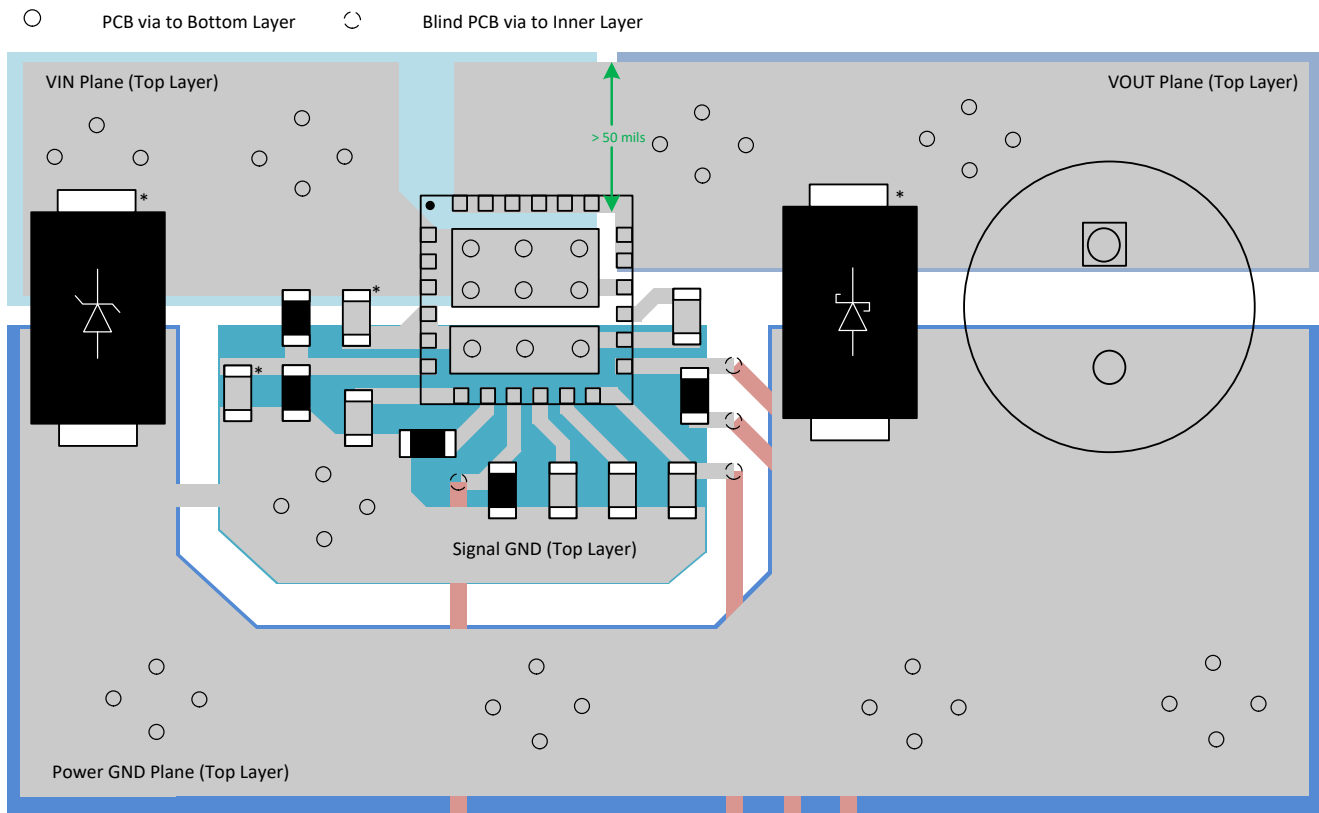 PCB via to Bottom Layer
Blind PCB via to Inner Layer
VIN Plane (Top Layer)
VOUT Plane (Top Layer)
> 50 mils
*
*
*
*
Signal GND (Top Layer)
Power GND Plane (Top Layer)